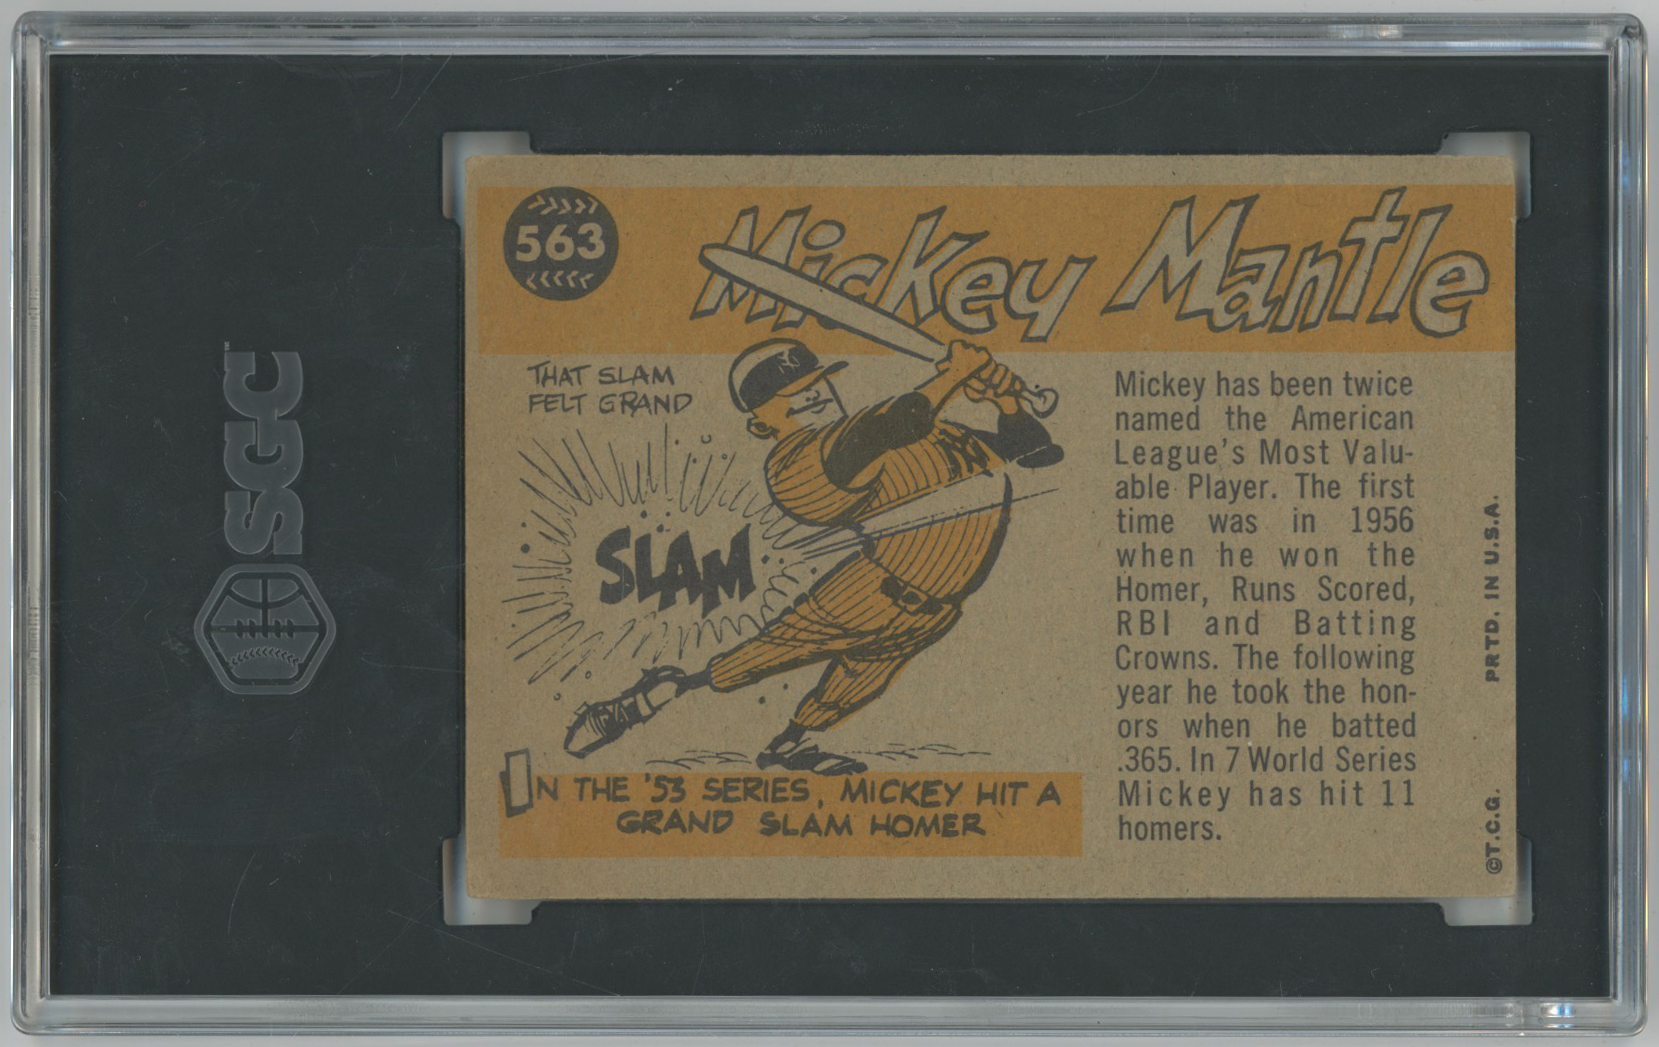 SGC
™
563
Mickey Mantle
THAT SLAM
FELT GRAND
NY
NY
SLAM
IN THE '53 SERIES, MICKEY HIT A
GRAND SLAM HOMER
Mickey has been twice
named the American
League's Most Valu-
able Player. The first
time was in 1956
when he won the
Homer, Runs Scored,
RBI and Batting
Crowns. The following
year he took the hon-
ors when he batted
.365. In 7 World Series
Mickey has hit 11
homers.
©T.C.G. PRTD. IN U.S.A.